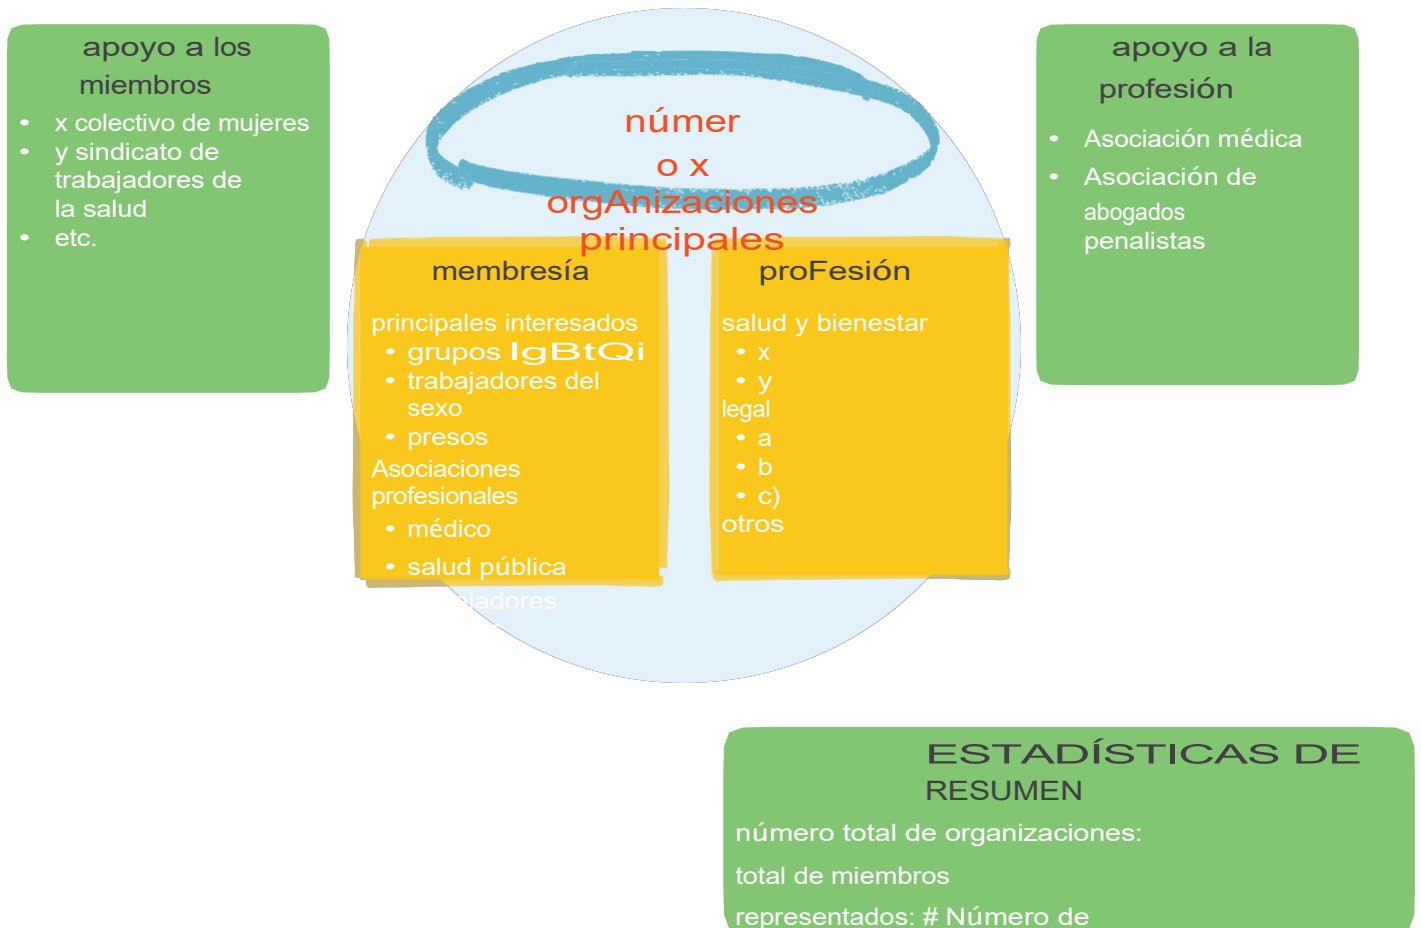 apoyo a los
miembros
• x colectivo de mujeres
• y sindicato de
trabajadores de
la salud
• etc.
númer
o x
orgAnizaciones
principales
membresía
principales interesados
• grupos lgBtQi
• trabajadores del
sexo
• presos
Asociaciones
profesionales
• médico
• salud pública
proFesión
salud y bienestar
• x
• y
legal
• a
• b
• c)
otros
apoyo a la
profesión
• Asociación médica
• Asociación de
abogados
penalistas
ESTADÍSTICAS DE
RESUMEN
número total de organizaciones:
total de miembros
representados: # Número de